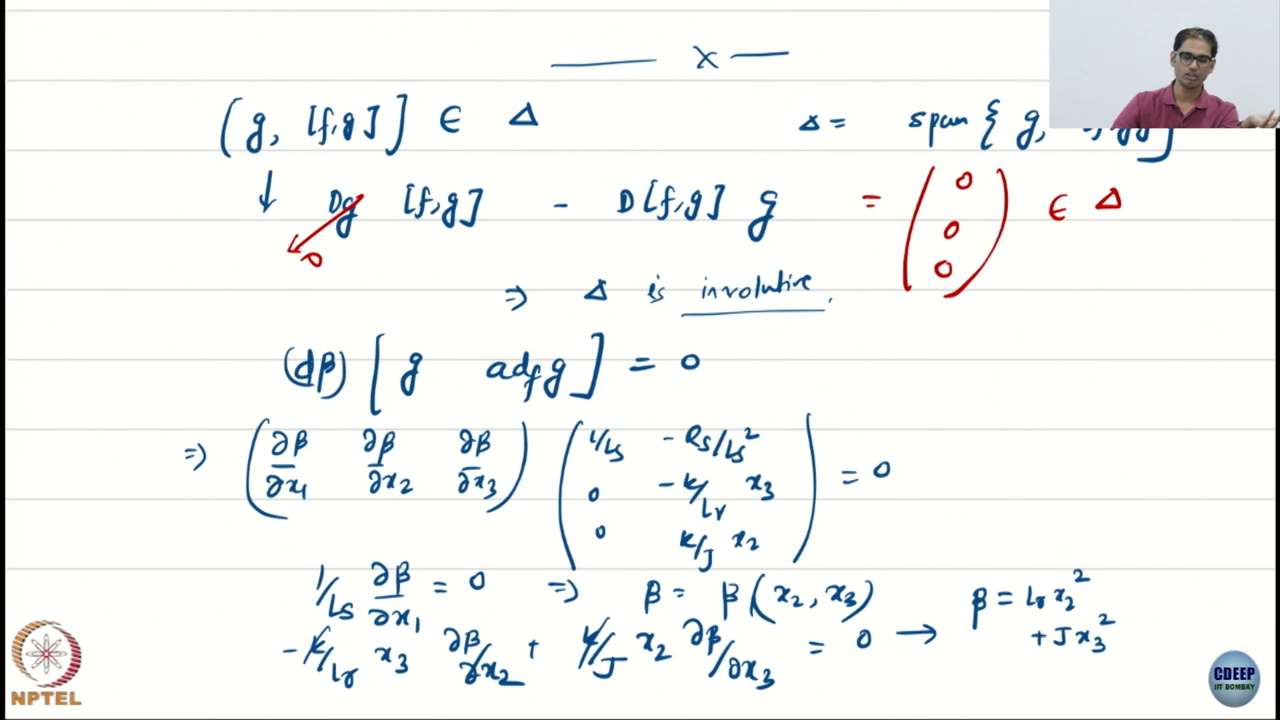 —— x ——
(g, [f,g]] ∈ Δ Δ = span { g,
↓ Dg [f,g] - D[f,g] g = (0 0 0) ∈ Δ
0
⇒ Δ is involutive.
(dβ) [ g ad_f g ] = 0
⇒ (∂β/∂x₁ ∂β/∂x₂ ∂β/∂x₃) ( 1/Ls -Rs/Ls² ; 0 -K/Lr x₃ ; 0 K/J x₂ ) = 0
1/Ls ∂β/∂x₁ = 0 ⇒ β = β(x₂, x₃)
-K/Lr x₃ ∂β/∂x₂ + K/J x₂ ∂β/∂x₃ = 0 → β = Lr x₂² + J x₃²
NPTEL
CDEEP
IIT BOMBAY